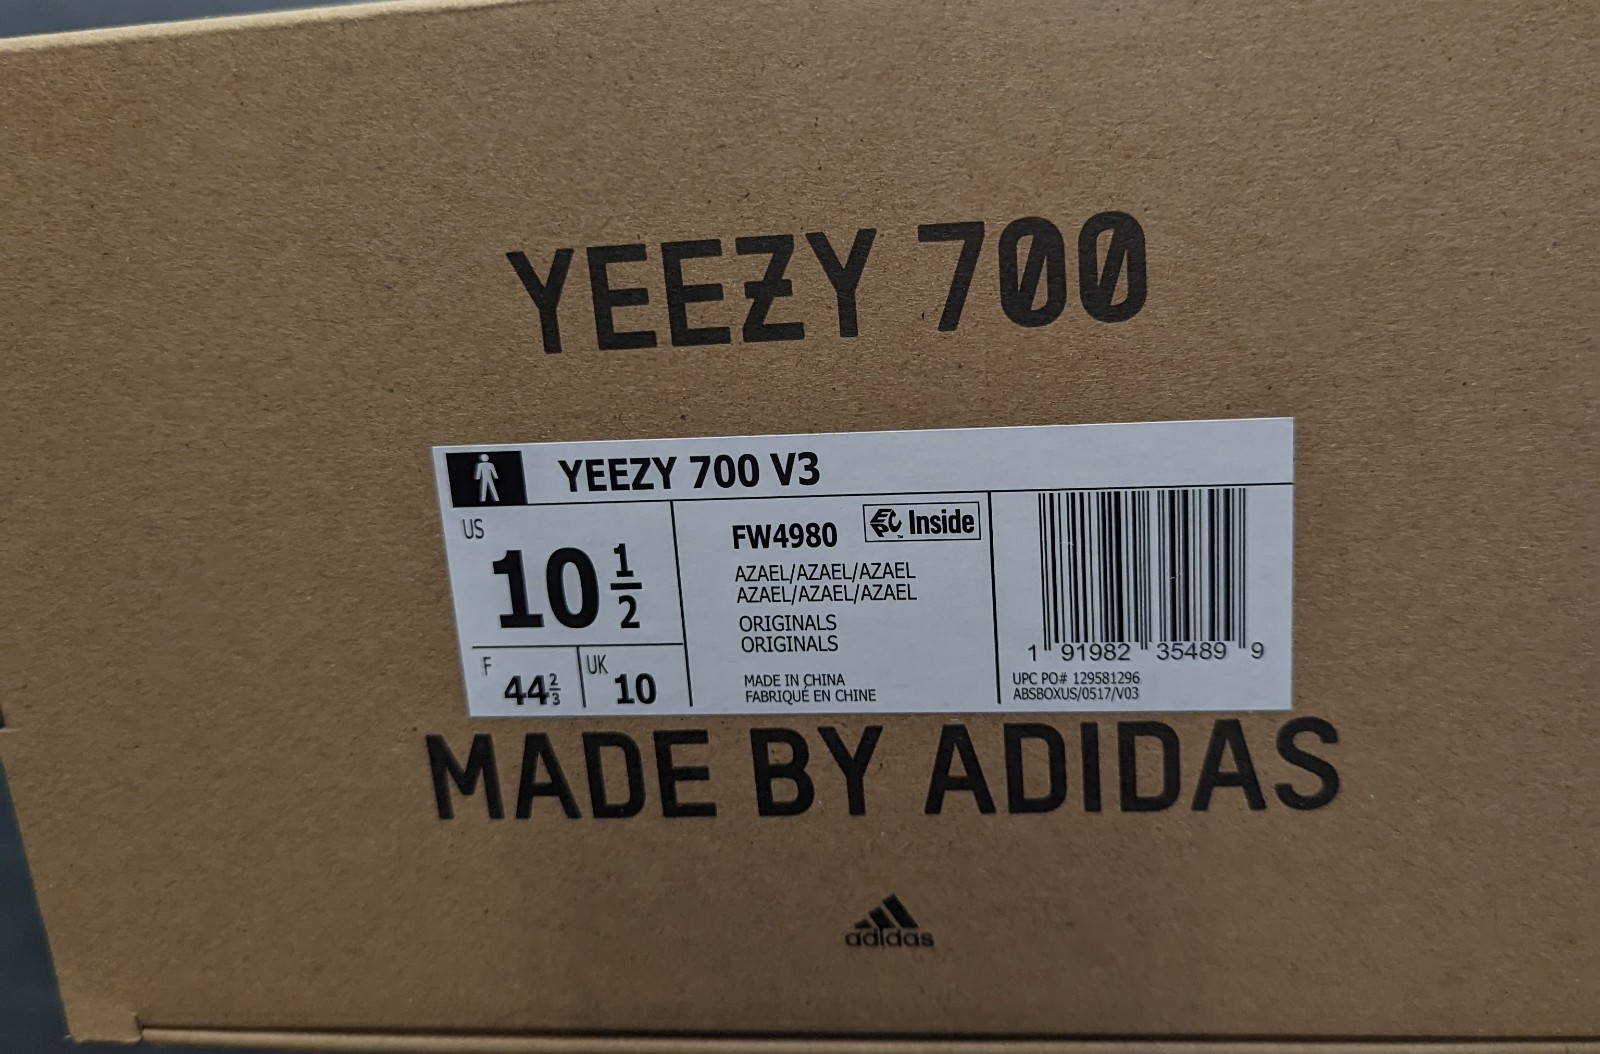 YEEZY 700
YEEZY 700 V3
US
10 1/2
F
44 2/3
UK
10
FW4980
EPC™ Inside
AZAEL/AZAEL/AZAEL
AZAEL/AZAEL/AZAEL
ORIGINALS
ORIGINALS
MADE IN CHINA
FABRIQUÉ EN CHINE
1 91982 35489 9
UPC PO# 129581296
ABSBOXUS/0517/V03
MADE BY ADIDAS
adidas